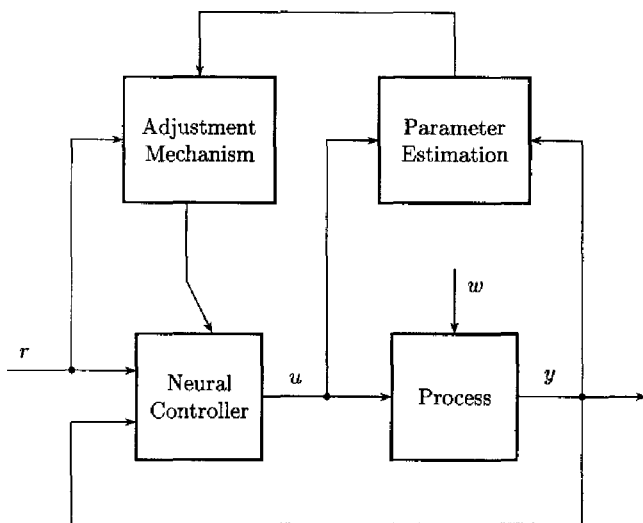 Adjustment
Mechanism
Parameter
Estimation
w
r
Neural
Controller
u
Process
y